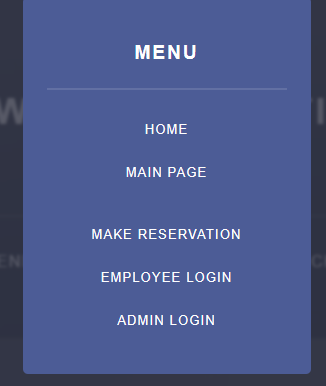 MENU
HOME
MAIN PAGE
MAKE RESERVATION
EMPLOYEE LOGIN
ADMIN LOGIN